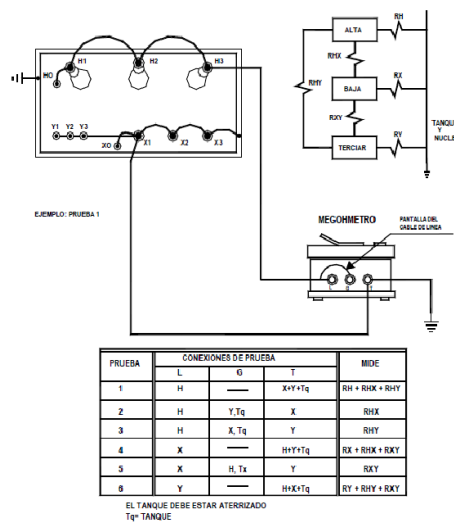 H1 H2 H3
HO
Y1 Y2 Y3
XO X1 X2 X3
ALTA
RH
RHX
RHY
BAJA
RX
RXY
TERCIAR
RY
TANQUE
Y
NUCLE
EJEMPLO: PRUEBA 1
MEGOHMETRO
PANTALLA DEL
CABLE DE LINEA
L G T
PRUEBA CONEXIONES DE PRUEBA MIDE
L G T
1 H — X+Y+Tq RH + RHX + RHY
2 H Y,Tq X RHX
3 H X, Tq Y RHY
4 X — H+Y+Tq RX + RHX + RXY
5 X H, Tx Y RXY
6 Y — H+X+Tq RY + RHY + RXY
EL TANQUE DEBE ESTAR ATERRIZADO
Tq= TANQUE